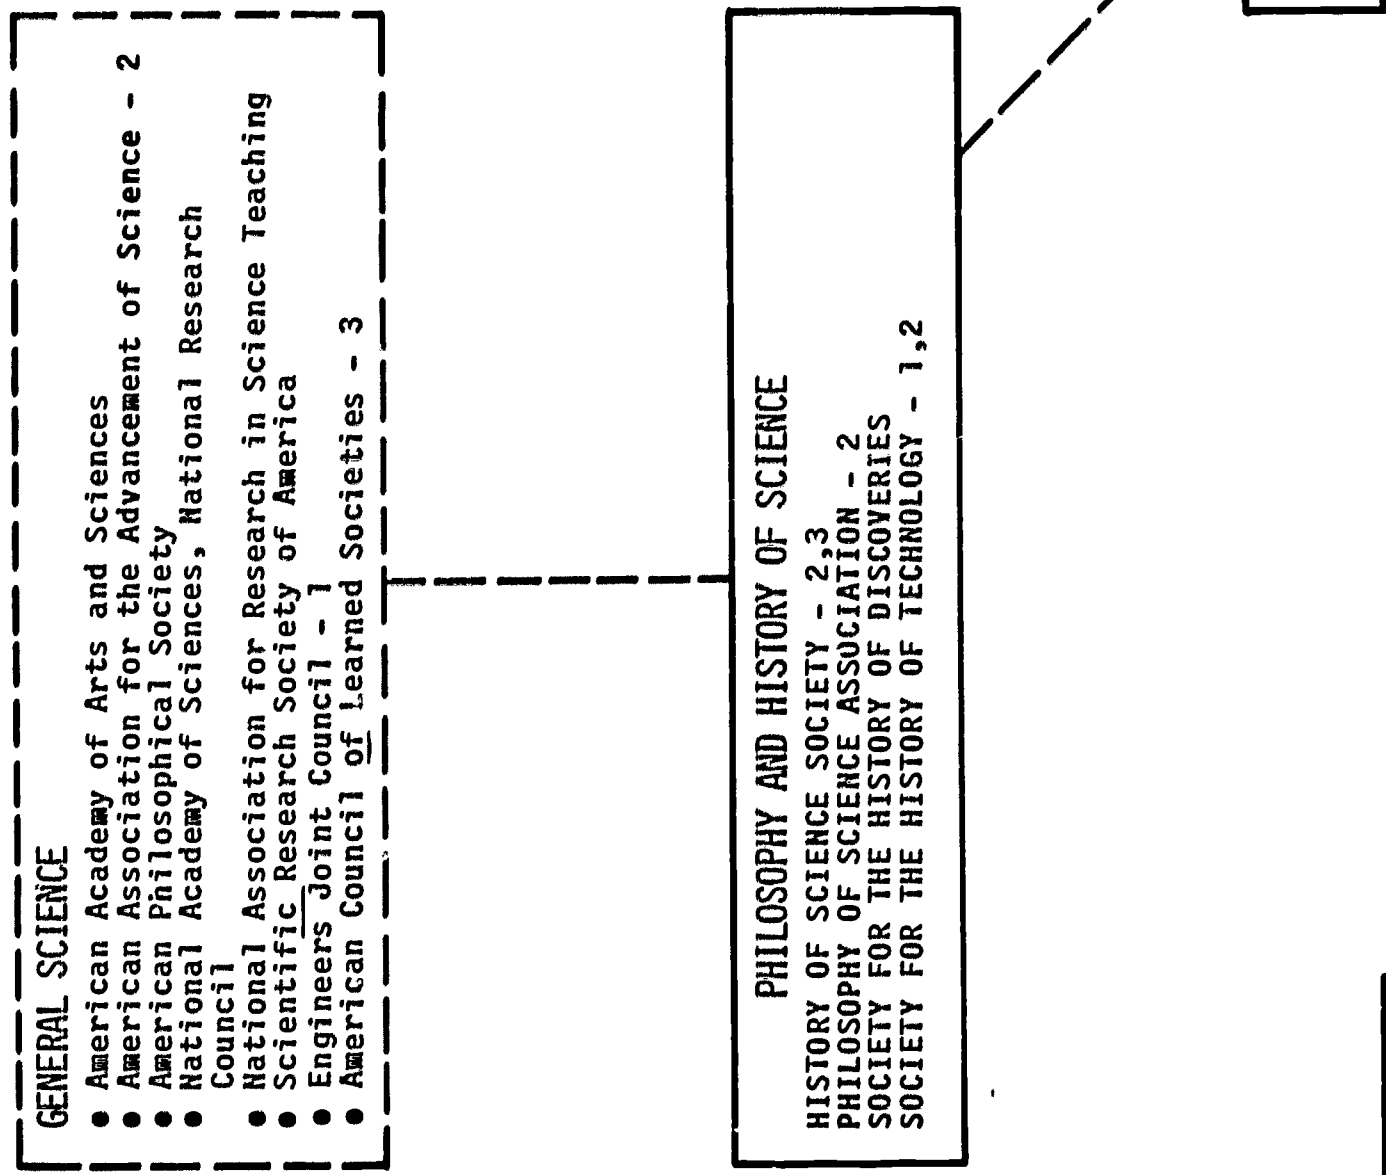 GENERAL SCIENCE
● American Academy of Arts and Sciences
● American Association for the Advancement of Science - 2
● American Philosophical Society
● National Academy of Sciences, National Research
Council
● National Association for Research in Science Teaching
● Scientific Research Society of America
● Engineers Joint Council - 1
● American Council of Learned Societies - 3
PHILOSOPHY AND HISTORY OF SCIENCE
HISTORY OF SCIENCE SOCIETY - 2,3
PHILOSOPHY OF SCIENCE ASSOCIATION - 2
SOCIETY FOR THE HISTORY OF DISCOVERIES
SOCIETY FOR THE HISTORY OF TECHNOLOGY - 1,2